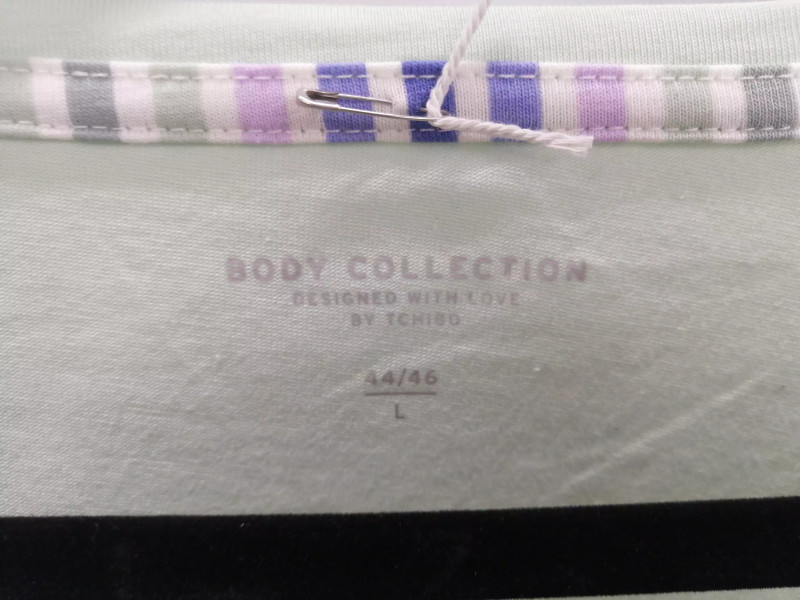 BODY COLLECTION
DESIGNED WITH LOVE
BY TCHIBO
44/46
L